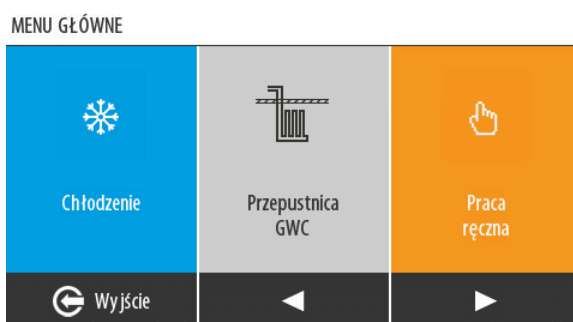 MENU GŁÓWNE
Chłodzenie
Przepustnica
GWC
Praca
ręczna
Wyjście